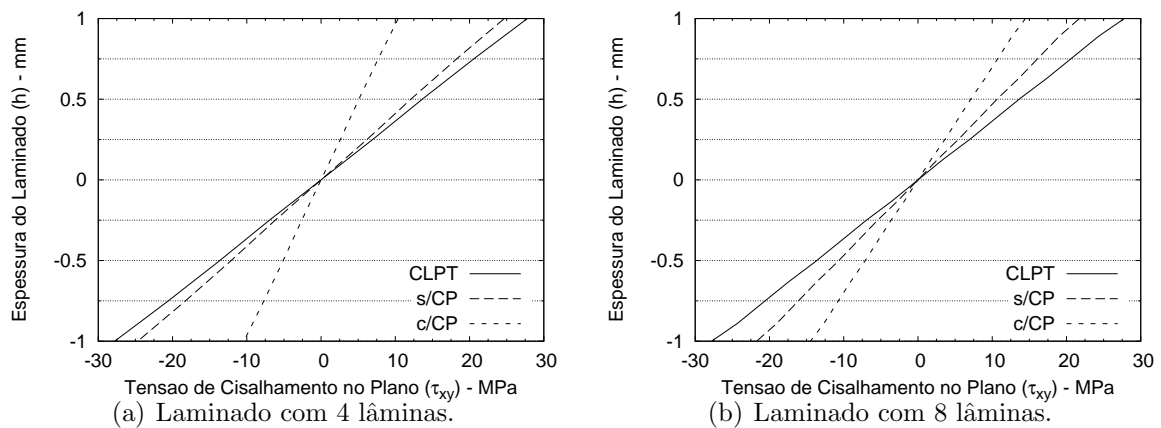 Espessura do Laminado (h) - mm
1
0.5
0
-0.5
-1
CLPT
s/CP
c/CP
-30 -20 -10 0 10 20 30
Tensao de Cisalhamento no Plano (τxy) - MPa
(a) Laminado com 4 lâminas.
Espessura do Laminado (h) - mm
1
0.5
0
-0.5
-1
CLPT
s/CP
c/CP
-30 -20 -10 0 10 20 30
Tensao de Cisalhamento no Plano (τxy) - MPa
(b) Laminado com 8 lâminas.